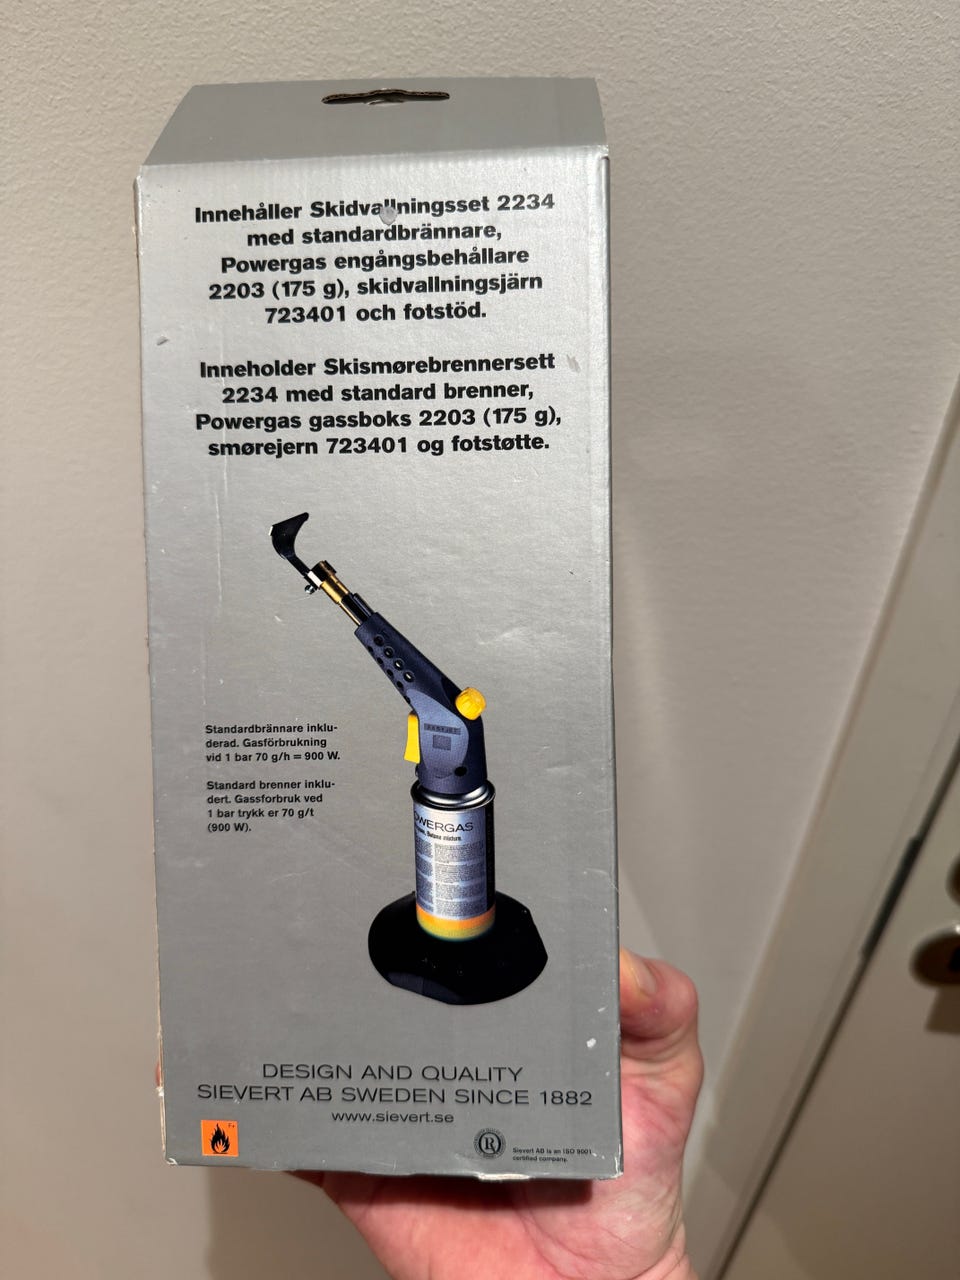 Innehåller Skidvallningsset 2234
med standardbrännare,
Powergas engångsbehållare
2203 (175 g), skidvallningsjärn
723401 och fotstöd.
Inneholder Skismørebrennersett
2234 med standard brenner,
Powergas gassboks 2203 (175 g),
smørejern 723401 og fotstøtte.
Standardbrännare inklu-
derad. Gasförbrukning
vid 1 bar 70 g/h = 900 W.
Standard brenner inklu-
dert. Gassforbruk ved
1 bar trykk er 70 g/t
(900 W).
OWERGAS
Butane mixture.
DESIGN AND QUALITY
SIEVERT AB SWEDEN SINCE 1882
www.sievert.se
F+
R
Sievert AB is an ISO 9001
certified company.